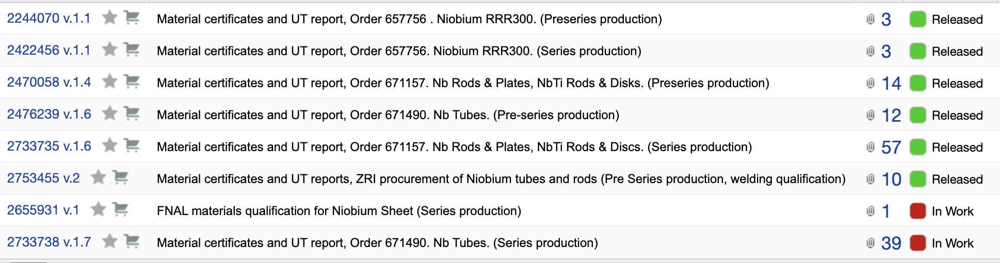 2244070 v.1.1 Material certificates and UT report, Order 657756 . Niobium RRR300. (Preseries production) 3 Released
2422456 v.1.1 Material certificates and UT report, Order 657756. Niobium RRR300. (Series production) 3 Released
2470058 v.1.4 Material certificates and UT report, Order 671157. Nb Rods & Plates, NbTi Rods & Disks. (Preseries production) 14 Released
2476239 v.1.6 Material certificates and UT report, Order 671490. Nb Tubes. (Pre-series production) 12 Released
2733735 v.1.6 Material certificates and UT report, Order 671157. Nb Rods & Plates, NbTi Rods & Discs. (Series production) 57 Released
2753455 v.2 Material certificates and UT reports, ZRI procurement of Niobium tubes and rods (Pre Series production, welding qualification) 10 Released
2655931 v.1 FNAL materials qualification for Niobium Sheet (Series production) 1 In Work
2733738 v.1.7 Material certificates and UT report, Order 671490. Nb Tubes. (Series production) 39 In Work